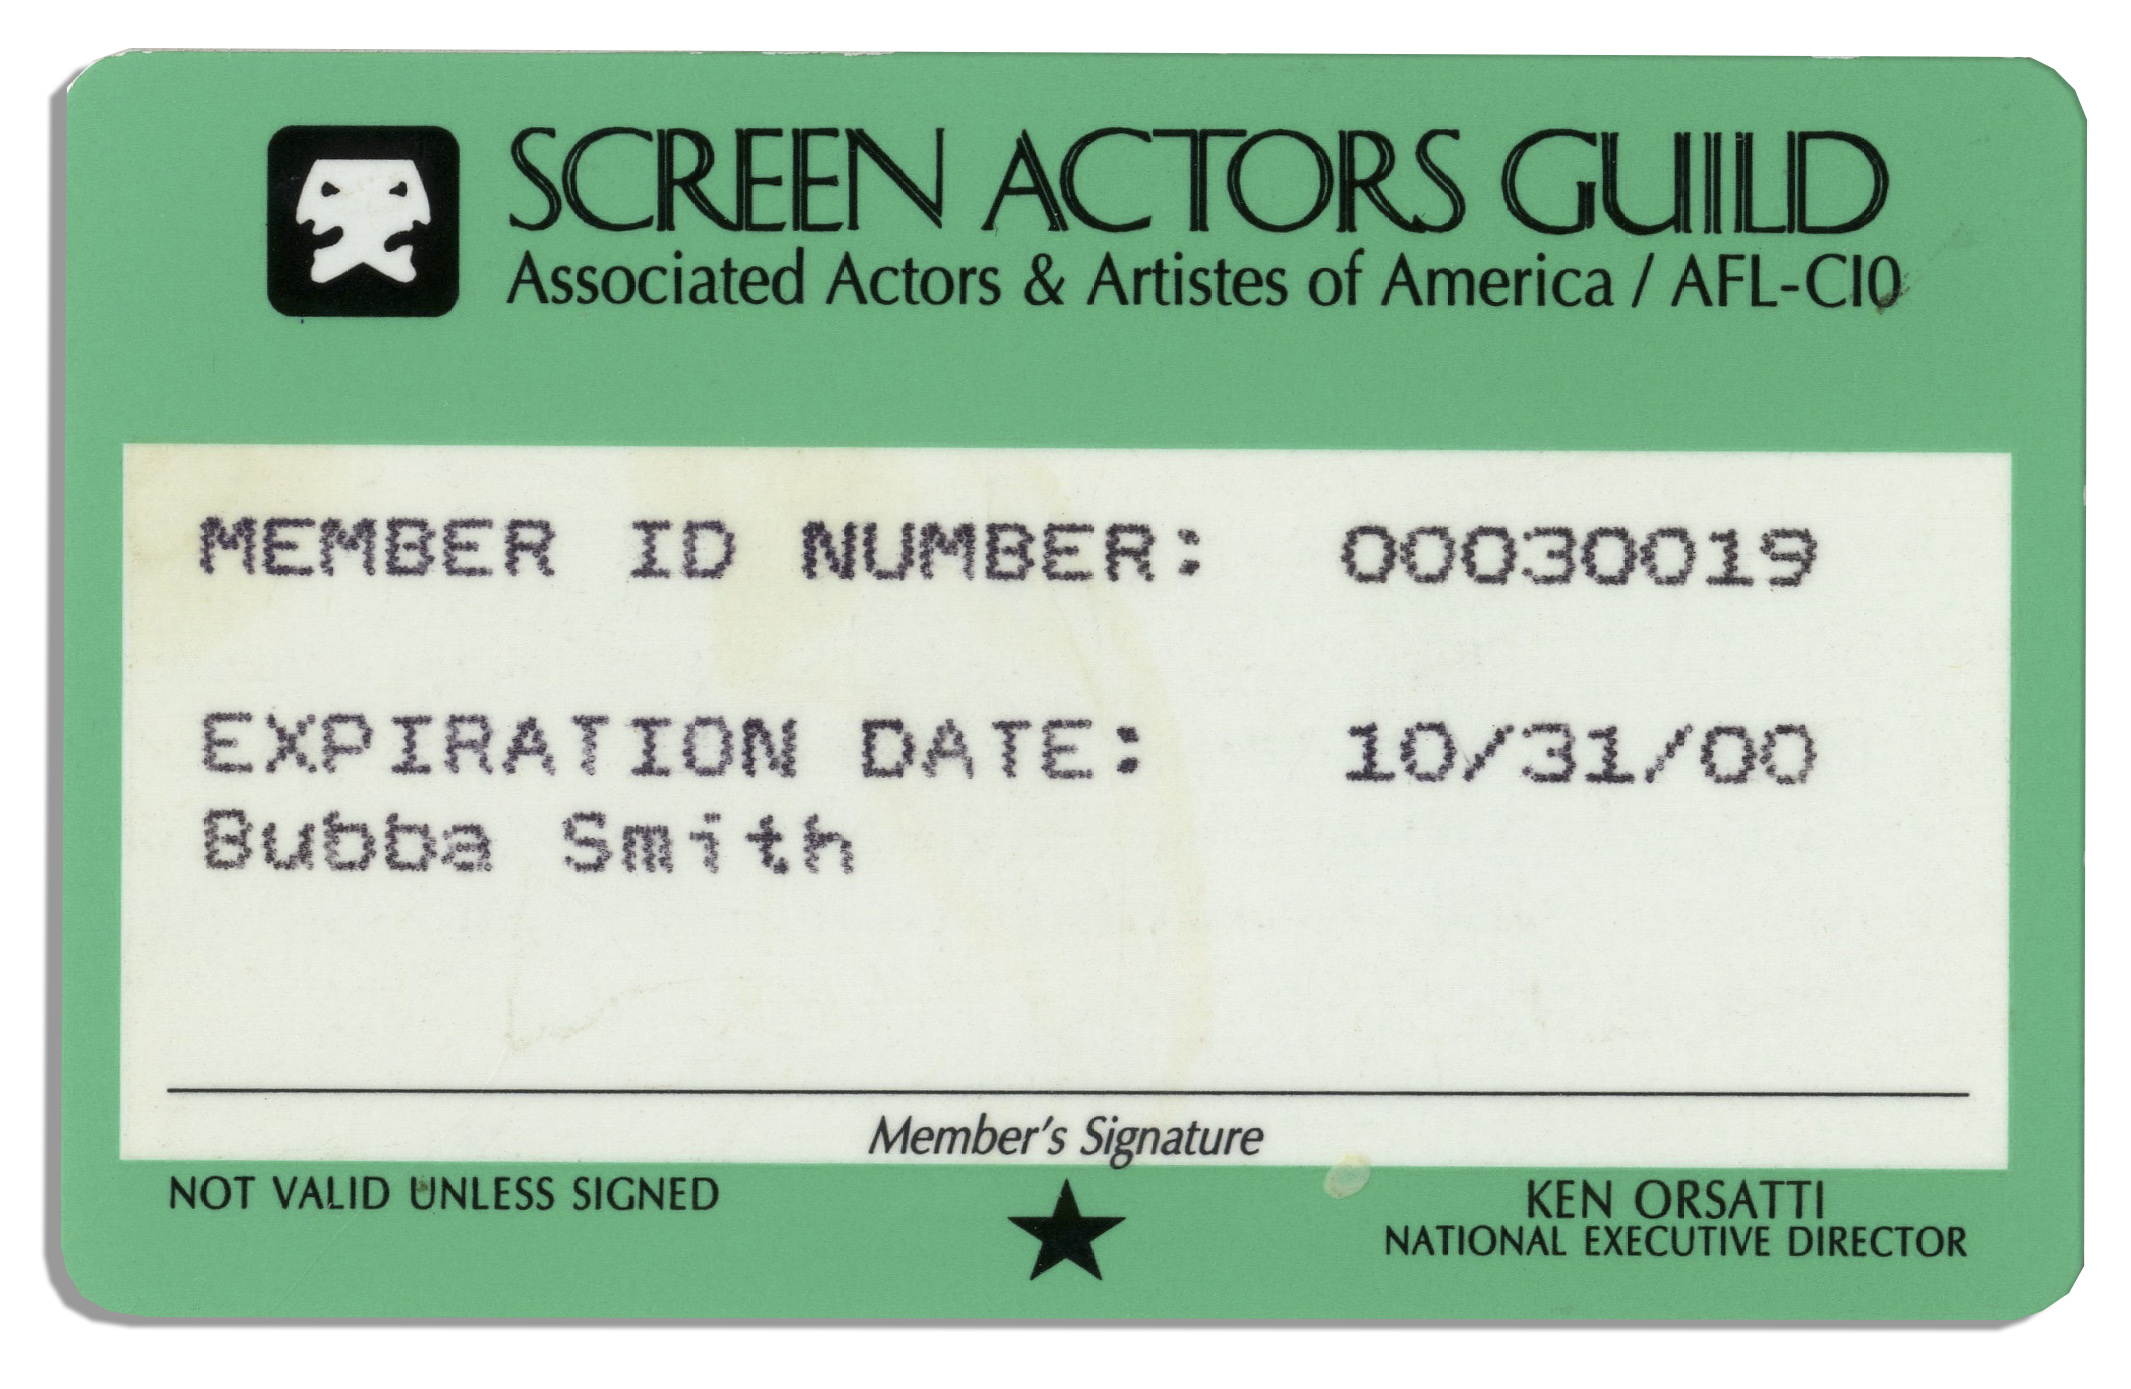 SCREEN ACTORS GUILD
Associated Actors & Artistes of America / AFL-CIO
MEMBER ID NUMBER: 00030019
EXPIRATION DATE: 10/31/00
Bubba Smith
Member's Signature
NOT VALID UNLESS SIGNED
KEN ORSATTI
NATIONAL EXECUTIVE DIRECTOR